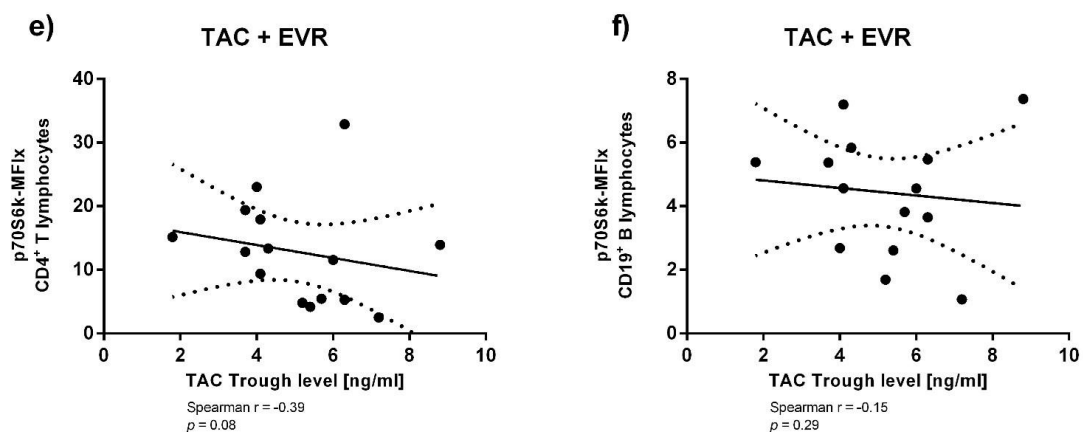 e)
TAC + EVR
p70S6k-MFIx
CD4+ T lymphocytes
40
30
20
10
0
0 2 4 6 8 10
TAC Trough level [ng/ml]
Spearman r = -0.39
p = 0.08
f)
TAC + EVR
p70S6k-MFIx
CD19+ B lymphocytes
8
6
4
2
0
0 2 4 6 8 10
TAC Trough level [ng/ml]
Spearman r = -0.15
p = 0.29